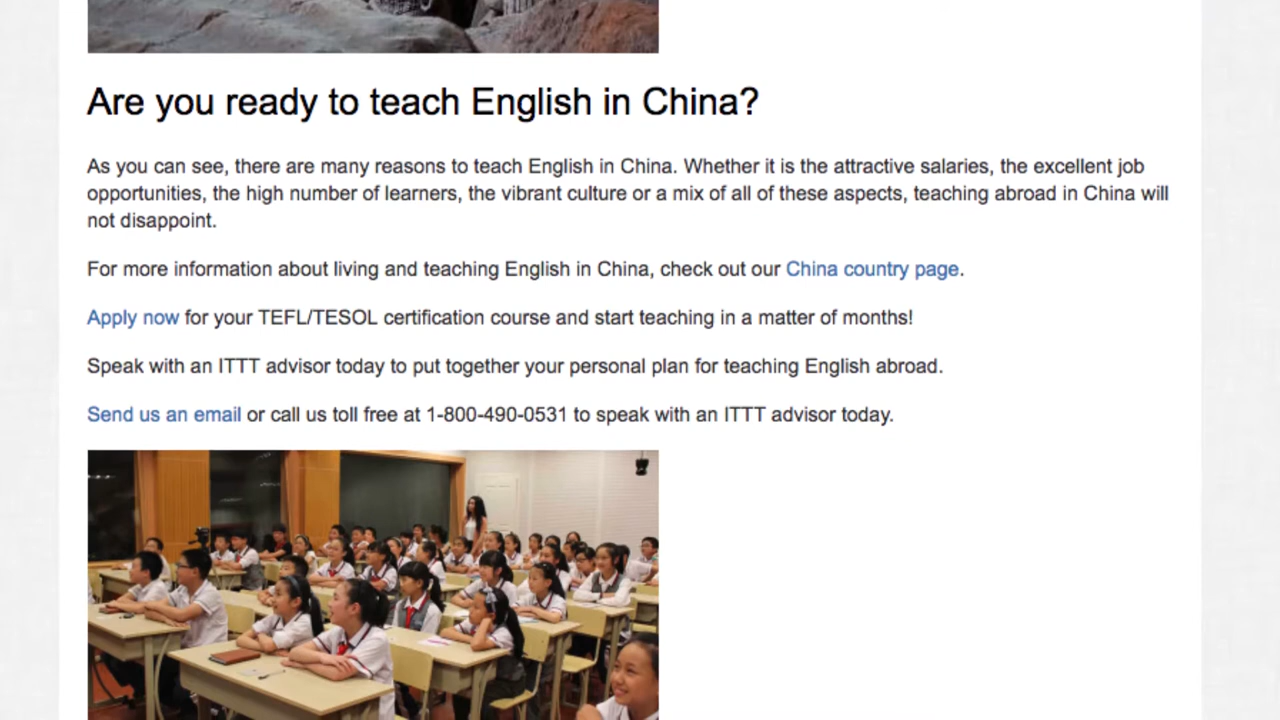 Are you ready to teach English in China?
As you can see, there are many reasons to teach English in China. Whether it is the attractive salaries, the excellent job
opportunities, the high number of learners, the vibrant culture or a mix of all of these aspects, teaching abroad in China will
not disappoint.
For more information about living and teaching English in China, check out our China country page.
Apply now for your TEFL/TESOL certification course and start teaching in a matter of months!
Speak with an ITTT advisor today to put together your personal plan for teaching English abroad.
Send us an email or call us toll free at 1-800-490-0531 to speak with an ITTT advisor today.